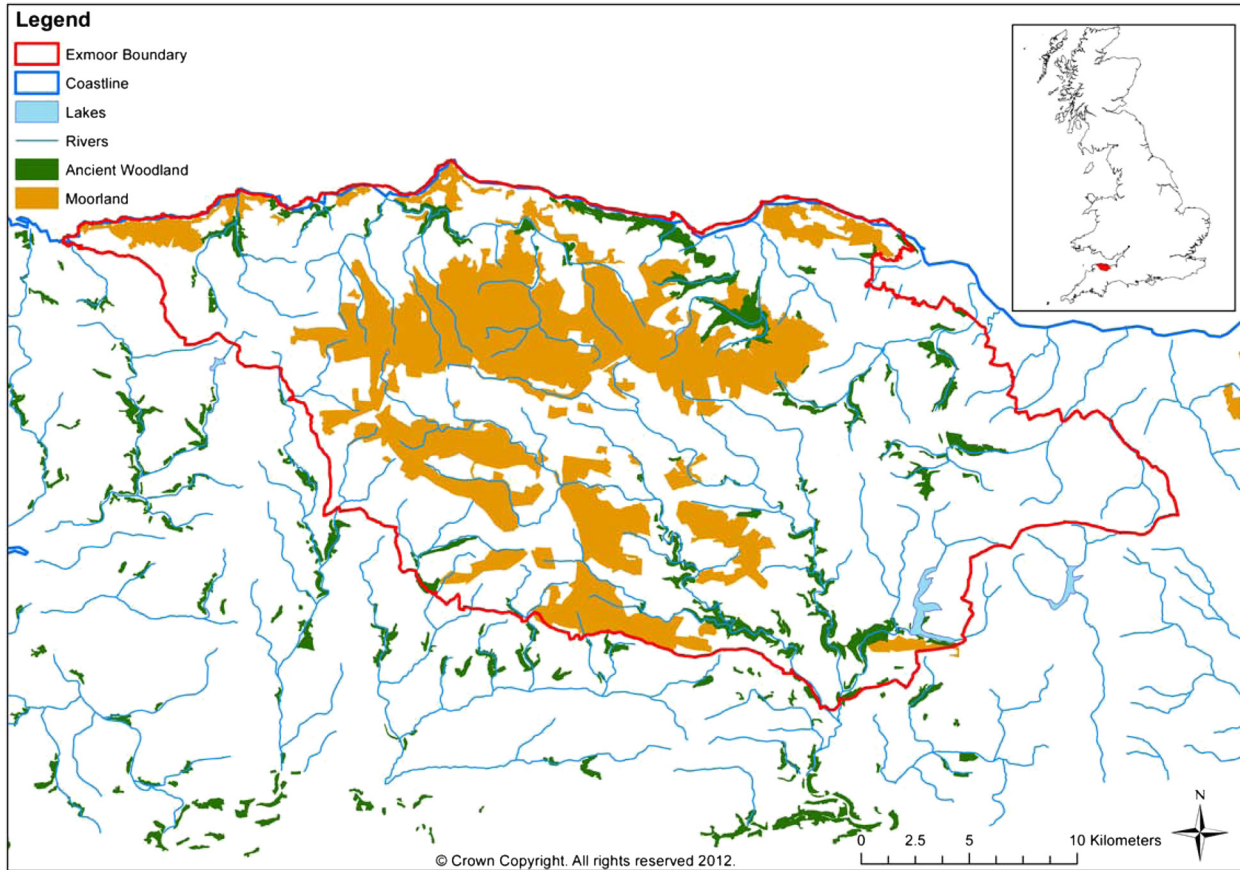 Legend
Exmoor Boundary
Coastline
Lakes
Rivers
Ancient Woodland
Moorland
N
0 2.5 5 10 Kilometers
© Crown Copyright. All rights reserved 2012.